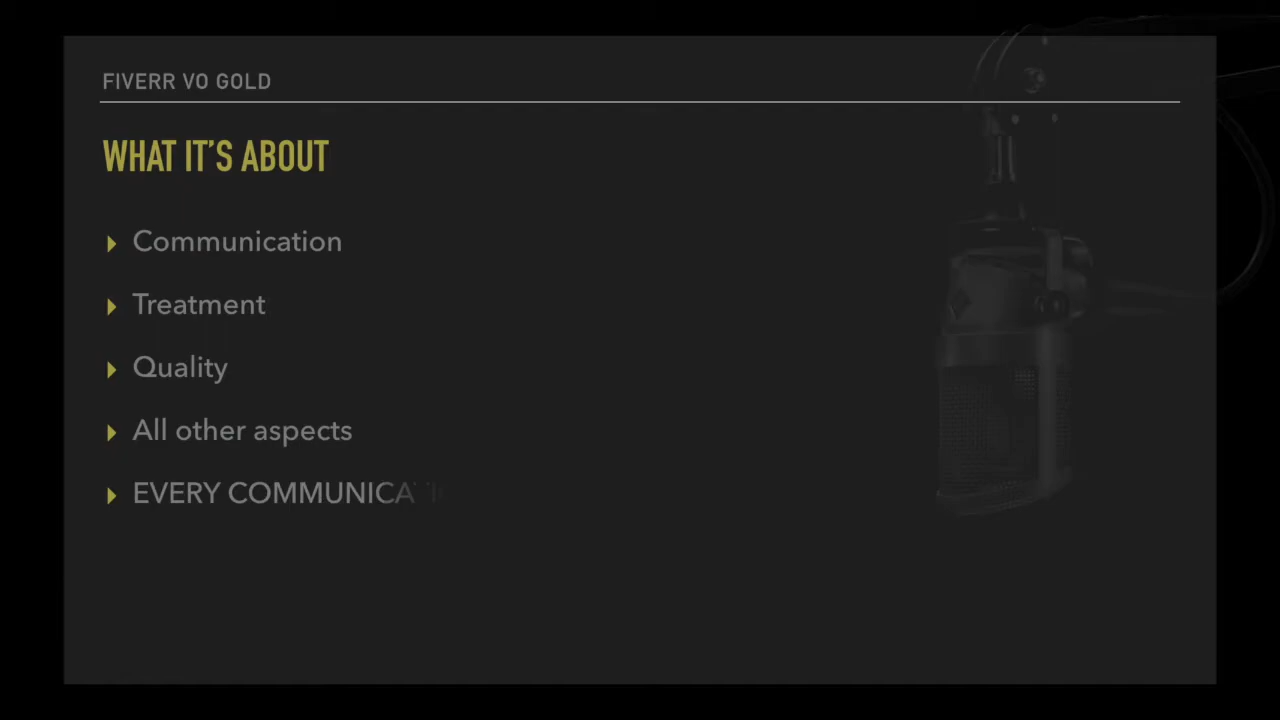 FIVERR VO GOLD
WHAT IT'S ABOUT
Communication
Treatment
Quality
All other aspects
EVERY